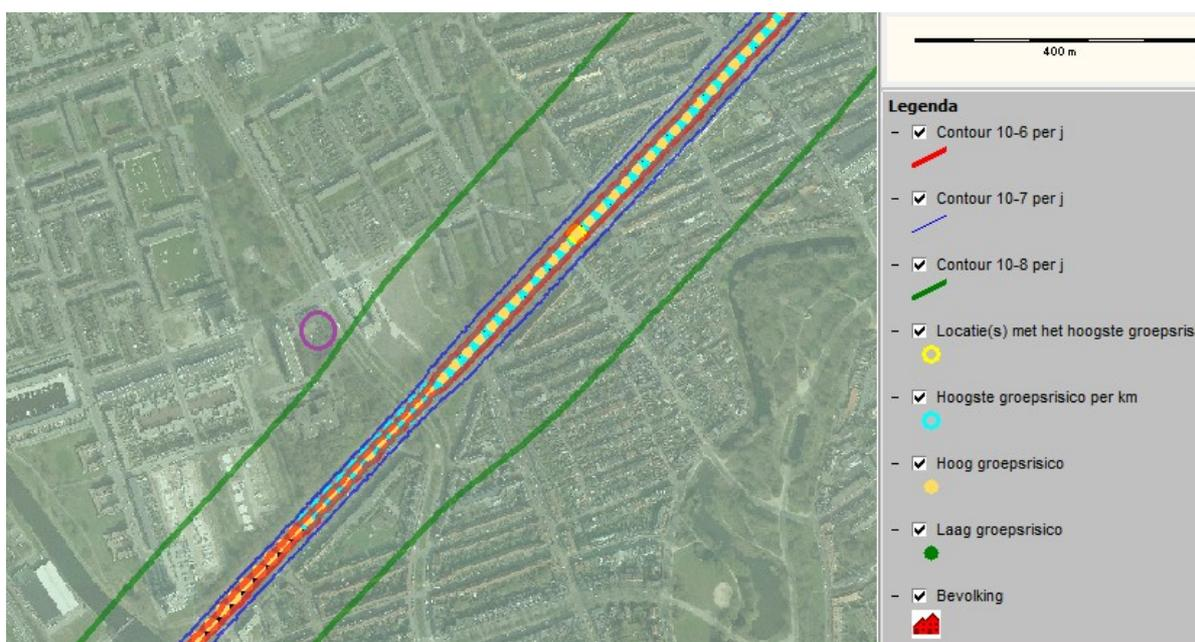 400 m
Legenda
Contour 10-6 per j
Contour 10-7 per j
Contour 10-8 per j
Locatie(s) met het hoogste groepsris
Hoogste groepsrisico per km
Hoog groepsrisico
Laag groepsrisico
Bevolking